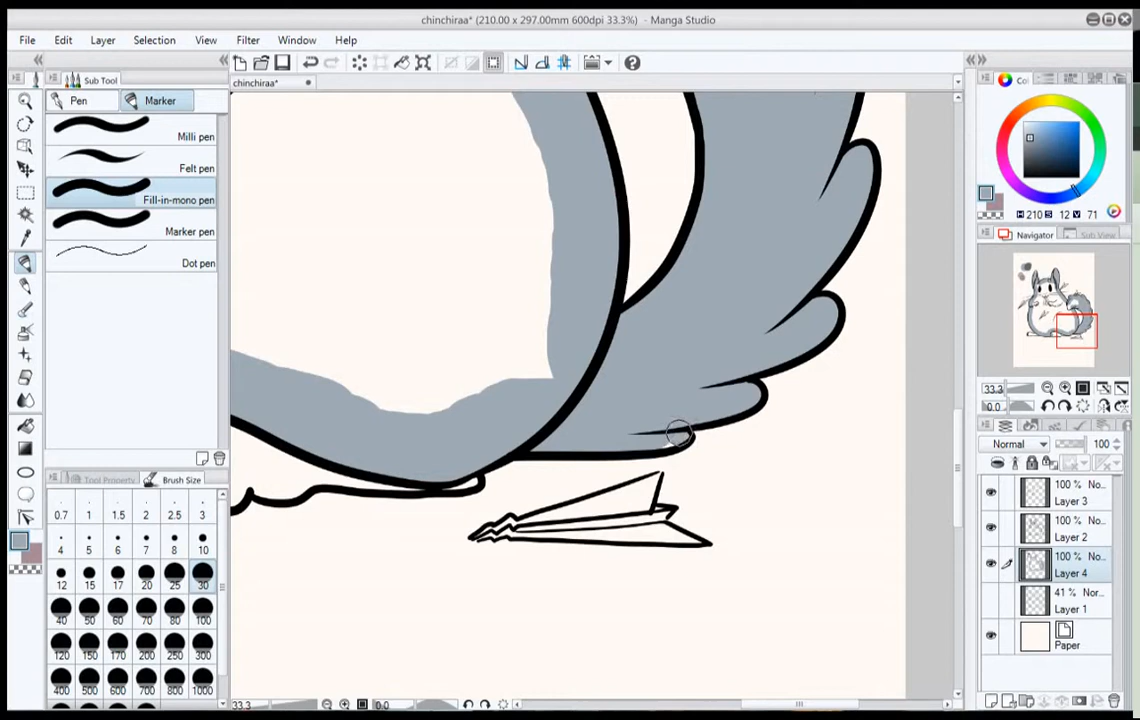 chinchiraa* (210.00 x 297.00mm 600dpi 33.3%) - Manga Studio
File Edit Layer Selection View Filter Window Help
Sub Tool
chinchiraa*
Co
Pen Marker
Milli pen
Felt pen
Fill-in-mono pen
Marker pen
Dot pen
H 210 S 12 V 71
Navigator Sub View
33.3
0.0
Normal 100
100 % No...
Layer 3
100 % No...
Layer 2
100 % No...
Layer 4
41 % Nor...
Layer 1
Paper
Tool Property Brush Size
0.7 1 1.5 2 2.5 3
4 5 6 7 8 10
12 15 17 20 25 30
40 50 60 70 80 100
120 150 170 200 250 300
400 500 600 700 800 1000
33.3 0.0